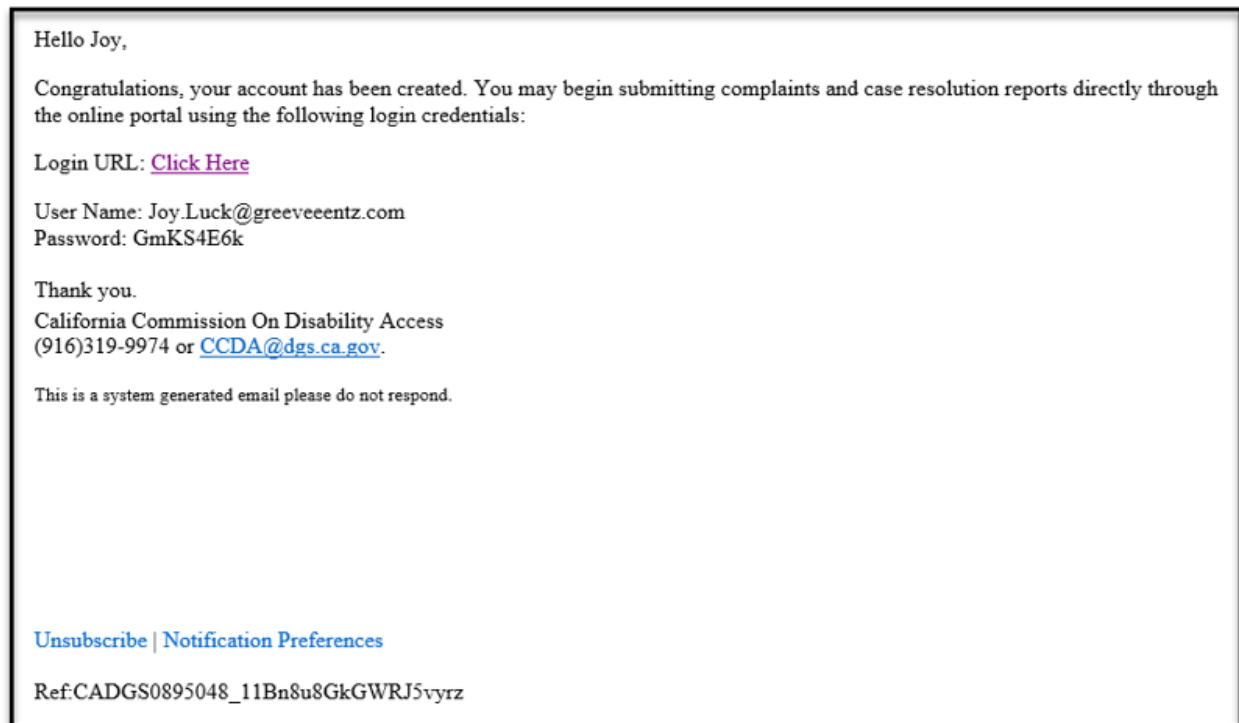 Hello Joy,
Congratulations, your account has been created. You may begin submitting complaints and case resolution reports directly through
the online portal using the following login credentials:
Login URL: Click Here
User Name: Joy.Luck@greeveeentz.com
Password: GmKS4E6k
Thank you.
California Commission On Disability Access
(916)319-9974 or CCDA@dgs.ca.gov.
This is a system generated email please do not respond.
Unsubscribe | Notification Preferences
Ref:CADGS0895048_11Bn8u8GkGWRJ5vyrz